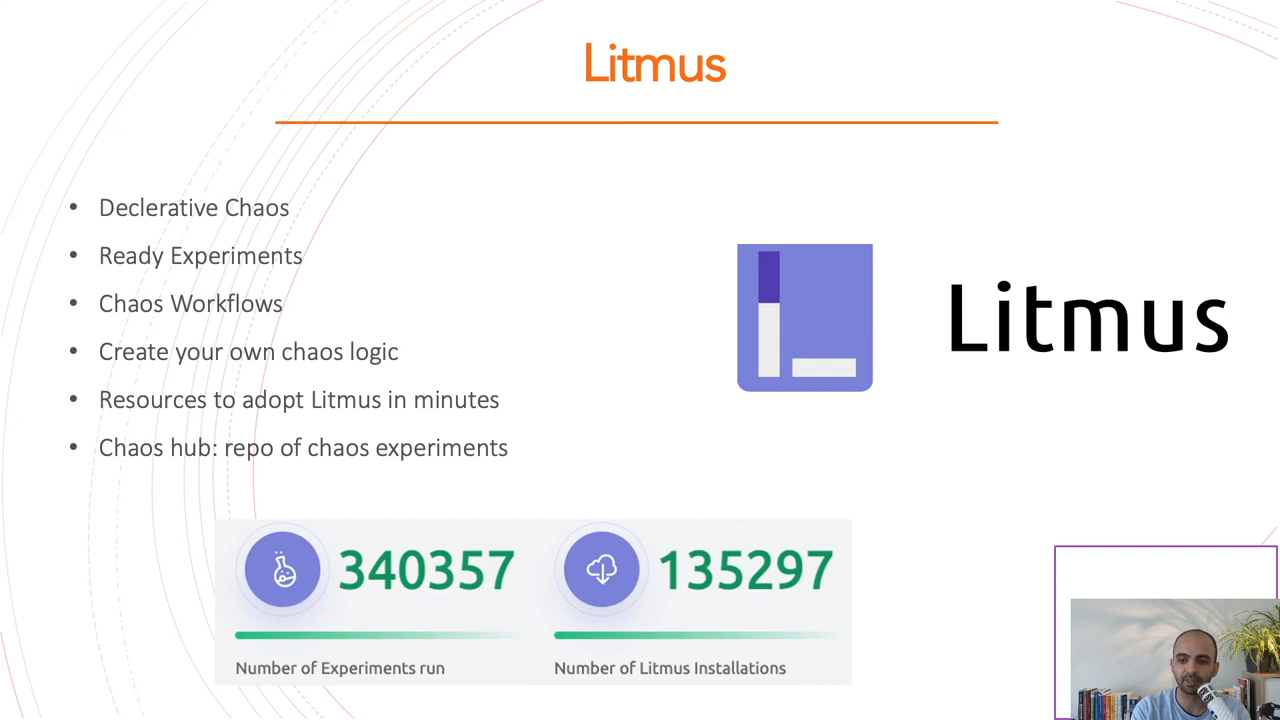 Litmus
• Declerative Chaos
• Ready Experiments
• Chaos Workflows
• Create your own chaos logic
• Resources to adopt Litmus in minutes
• Chaos hub: repo of chaos experiments
Litmus
340357
135297
Number of Experiments run
Number of Litmus Installations